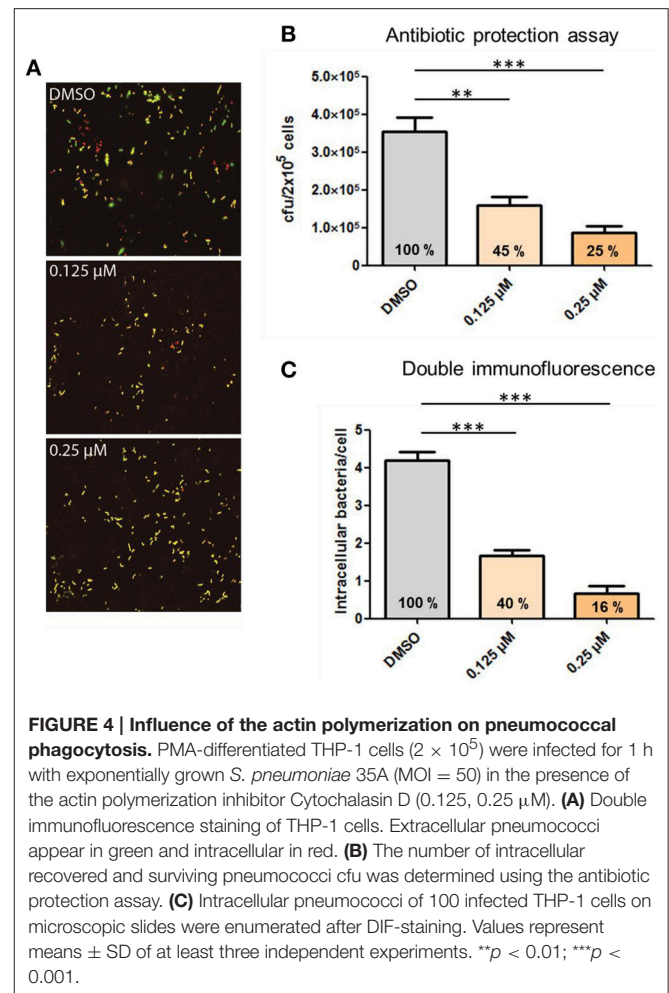 A
DMSO
0.125 µM
0.25 µM
B
Antibiotic protection assay
cfu/2x10⁵ cells
5.0×10⁵
4.0×10⁵
3.0×10⁵
2.0×10⁵
1.0×10⁵
0
***
**
100 %
45 %
25 %
DMSO
0.125 µM
0.25 µM
C
Double immunofluorescence
Intracellular bacteria/cell
5
4
3
2
1
0
***
***
100 %
40 %
16 %
DMSO
0.125 µM
0.25 µM
FIGURE 4 | Influence of the actin polymerization on pneumococcal
phagocytosis. PMA-differentiated THP-1 cells (2 × 10⁵) were infected for 1 h
with exponentially grown S. pneumoniae 35A (MOI = 50) in the presence of
the actin polymerization inhibitor Cytochalasin D (0.125, 0.25 µM). (A) Double
immunofluorescence staining of THP-1 cells. Extracellular pneumococci
appear in green and intracellular in red. (B) The number of intracellular
recovered and surviving pneumococci cfu was determined using the antibiotic
protection assay. (C) Intracellular pneumococci of 100 infected THP-1 cells on
microscopic slides were enumerated after DIF-staining. Values represent
means ± SD of at least three independent experiments. **p < 0.01; ***p <
0.001.